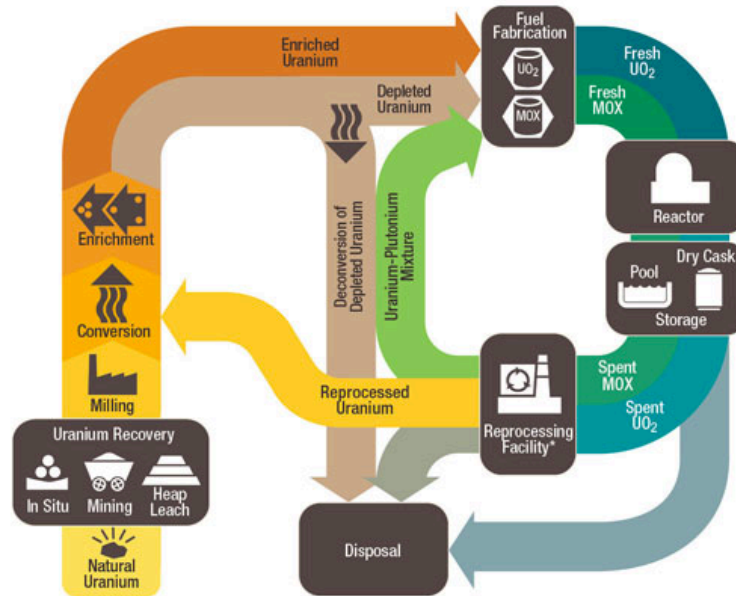 Fuel
Fabrication
UO2
MOX
Enriched
Uranium
Depleted
Uranium
Fresh
UO2
Fresh
MOX
Reactor
Enrichment
Deconversion of
Depleted Uranium
Uranium-Plutonium
Mixture
Pool
Dry Cask
Storage
Conversion
Milling
Reprocessed
Uranium
Reprocessing
Facility*
Spent
MOX
Spent
UO2
Uranium Recovery
In Situ
Mining
Heap
Leach
Natural
Uranium
Disposal